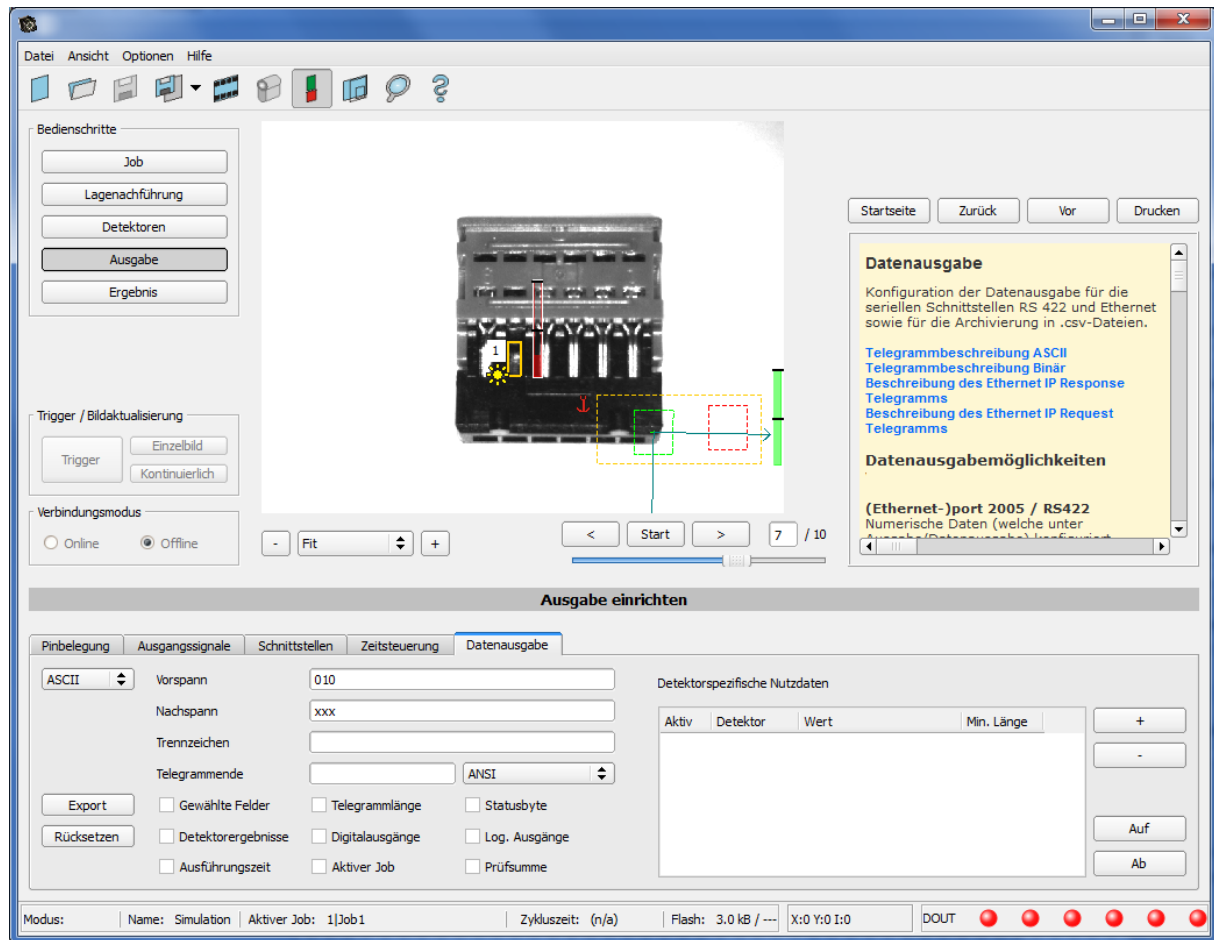 Datei Ansicht Optionen Hilfe
Bedienschritte
Job
Lagenachführung
Detektoren
Ausgabe
Ergebnis
Trigger / Bildaktualisierung
Trigger
Einzelbild
Kontinuierlich
Verbindungsmodus
Online Offline
1
- Fit +
< Start > 7 / 10
Startseite Zurück Vor Drucken
Datenausgabe
Konfiguration der Datenausgabe für die
seriellen Schnittstellen RS 422 und Ethernet
sowie für die Archivierung in .csv-Dateien.
Telegrammbeschreibung ASCII
Telegrammbeschreibung Binär
Beschreibung des Ethernet IP Response
Telegramms
Beschreibung des Ethernet IP Request
Telegramms
Datenausgabemöglichkeiten
(Ethernet-)port 2005 / RS422
Numerische Daten (welche unter
Ausgabe/Datenausgabe) konfiguriert
Ausgabe einrichten
Pinbelegung Ausgangssignale Schnittstellen Zeitsteuerung Datenausgabe
ASCII Vorspann 010
Nachspann xxx
Trennzeichen
Telegrammende ANSI
Export Gewählte Felder Telegrammlänge Statusbyte
Rücksetzen Detektorergebnisse Digitalausgänge Log. Ausgänge
Ausführungszeit Aktiver Job Prüfsumme
Detektorspezifische Nutzdaten
Aktiv Detektor Wert Min. Länge
+
-
Auf
Ab
Modus: Name: Simulation Aktiver Job: 1|Job1 Zykluszeit: (n/a) Flash: 3.0 kB / --- X:0 Y:0 I:0 DOUT